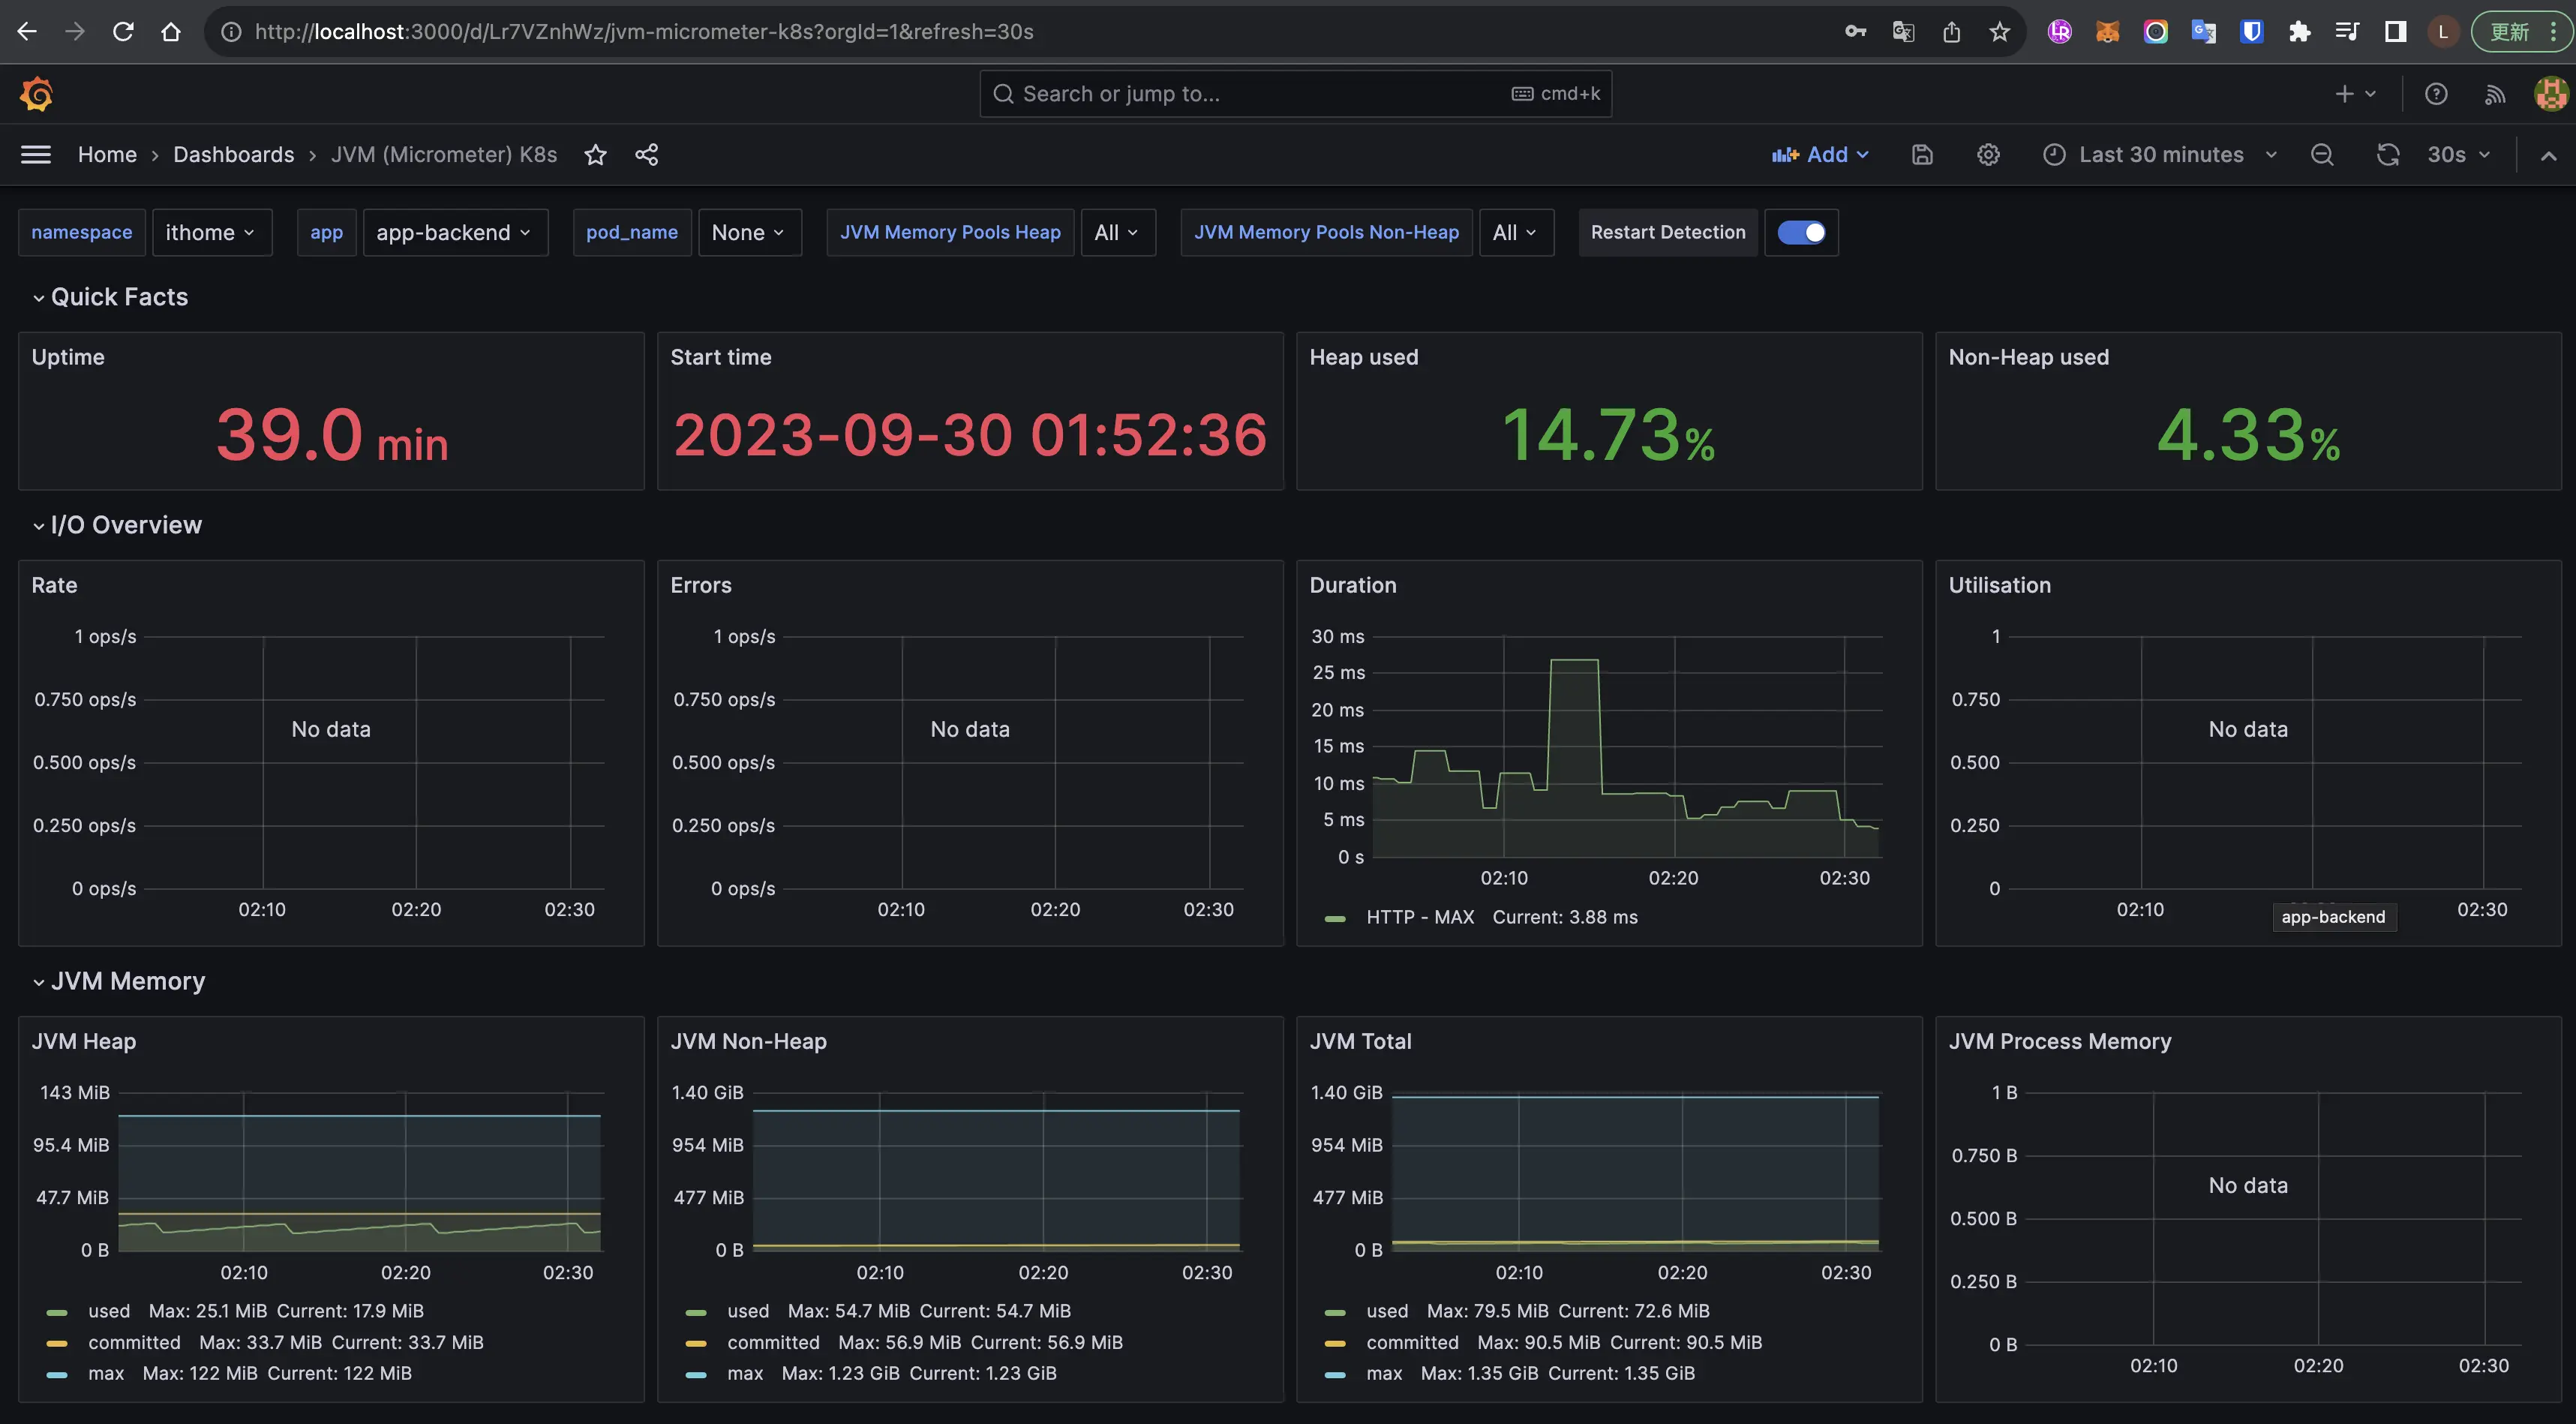 http://localhost:3000/d/Lr7VZnhWz/jvm-micrometer-k8s?orgId=1&refresh=30s
L
更新
Search or jump to...
cmd+k
Home › Dashboards › JVM (Micrometer) K8s
Add
Last 30 minutes
30s
namespace ithome app app-backend pod_name None JVM Memory Pools Heap All JVM Memory Pools Non-Heap All Restart Detection
Quick Facts
Uptime
39.0 min
Start time
2023-09-30 01:52:36
Heap used
14.73%
Non-Heap used
4.33%
I/O Overview
Rate
1 ops/s
0.750 ops/s
0.500 ops/s
0.250 ops/s
0 ops/s
No data
02:10 02:20 02:30
Errors
1 ops/s
0.750 ops/s
0.500 ops/s
0.250 ops/s
0 ops/s
No data
02:10 02:20 02:30
Duration
30 ms
25 ms
20 ms
15 ms
10 ms
5 ms
0 s
02:10 02:20 02:30
HTTP - MAX Current: 3.88 ms
Utilisation
1
0.750
0.500
0.250
0
No data
02:10 02:30
app-backend
JVM Memory
JVM Heap
143 MiB
95.4 MiB
47.7 MiB
0 B
02:10 02:20 02:30
used Max: 25.1 MiB Current: 17.9 MiB
committed Max: 33.7 MiB Current: 33.7 MiB
max Max: 122 MiB Current: 122 MiB
JVM Non-Heap
1.40 GiB
954 MiB
477 MiB
0 B
02:10 02:20 02:30
used Max: 54.7 MiB Current: 54.7 MiB
committed Max: 56.9 MiB Current: 56.9 MiB
max Max: 1.23 GiB Current: 1.23 GiB
JVM Total
1.40 GiB
954 MiB
477 MiB
0 B
02:10 02:20 02:30
used Max: 79.5 MiB Current: 72.6 MiB
committed Max: 90.5 MiB Current: 90.5 MiB
max Max: 1.35 GiB Current: 1.35 GiB
JVM Process Memory
1 B
0.750 B
0.500 B
0.250 B
0 B
No data
02:10 02:20 02:30